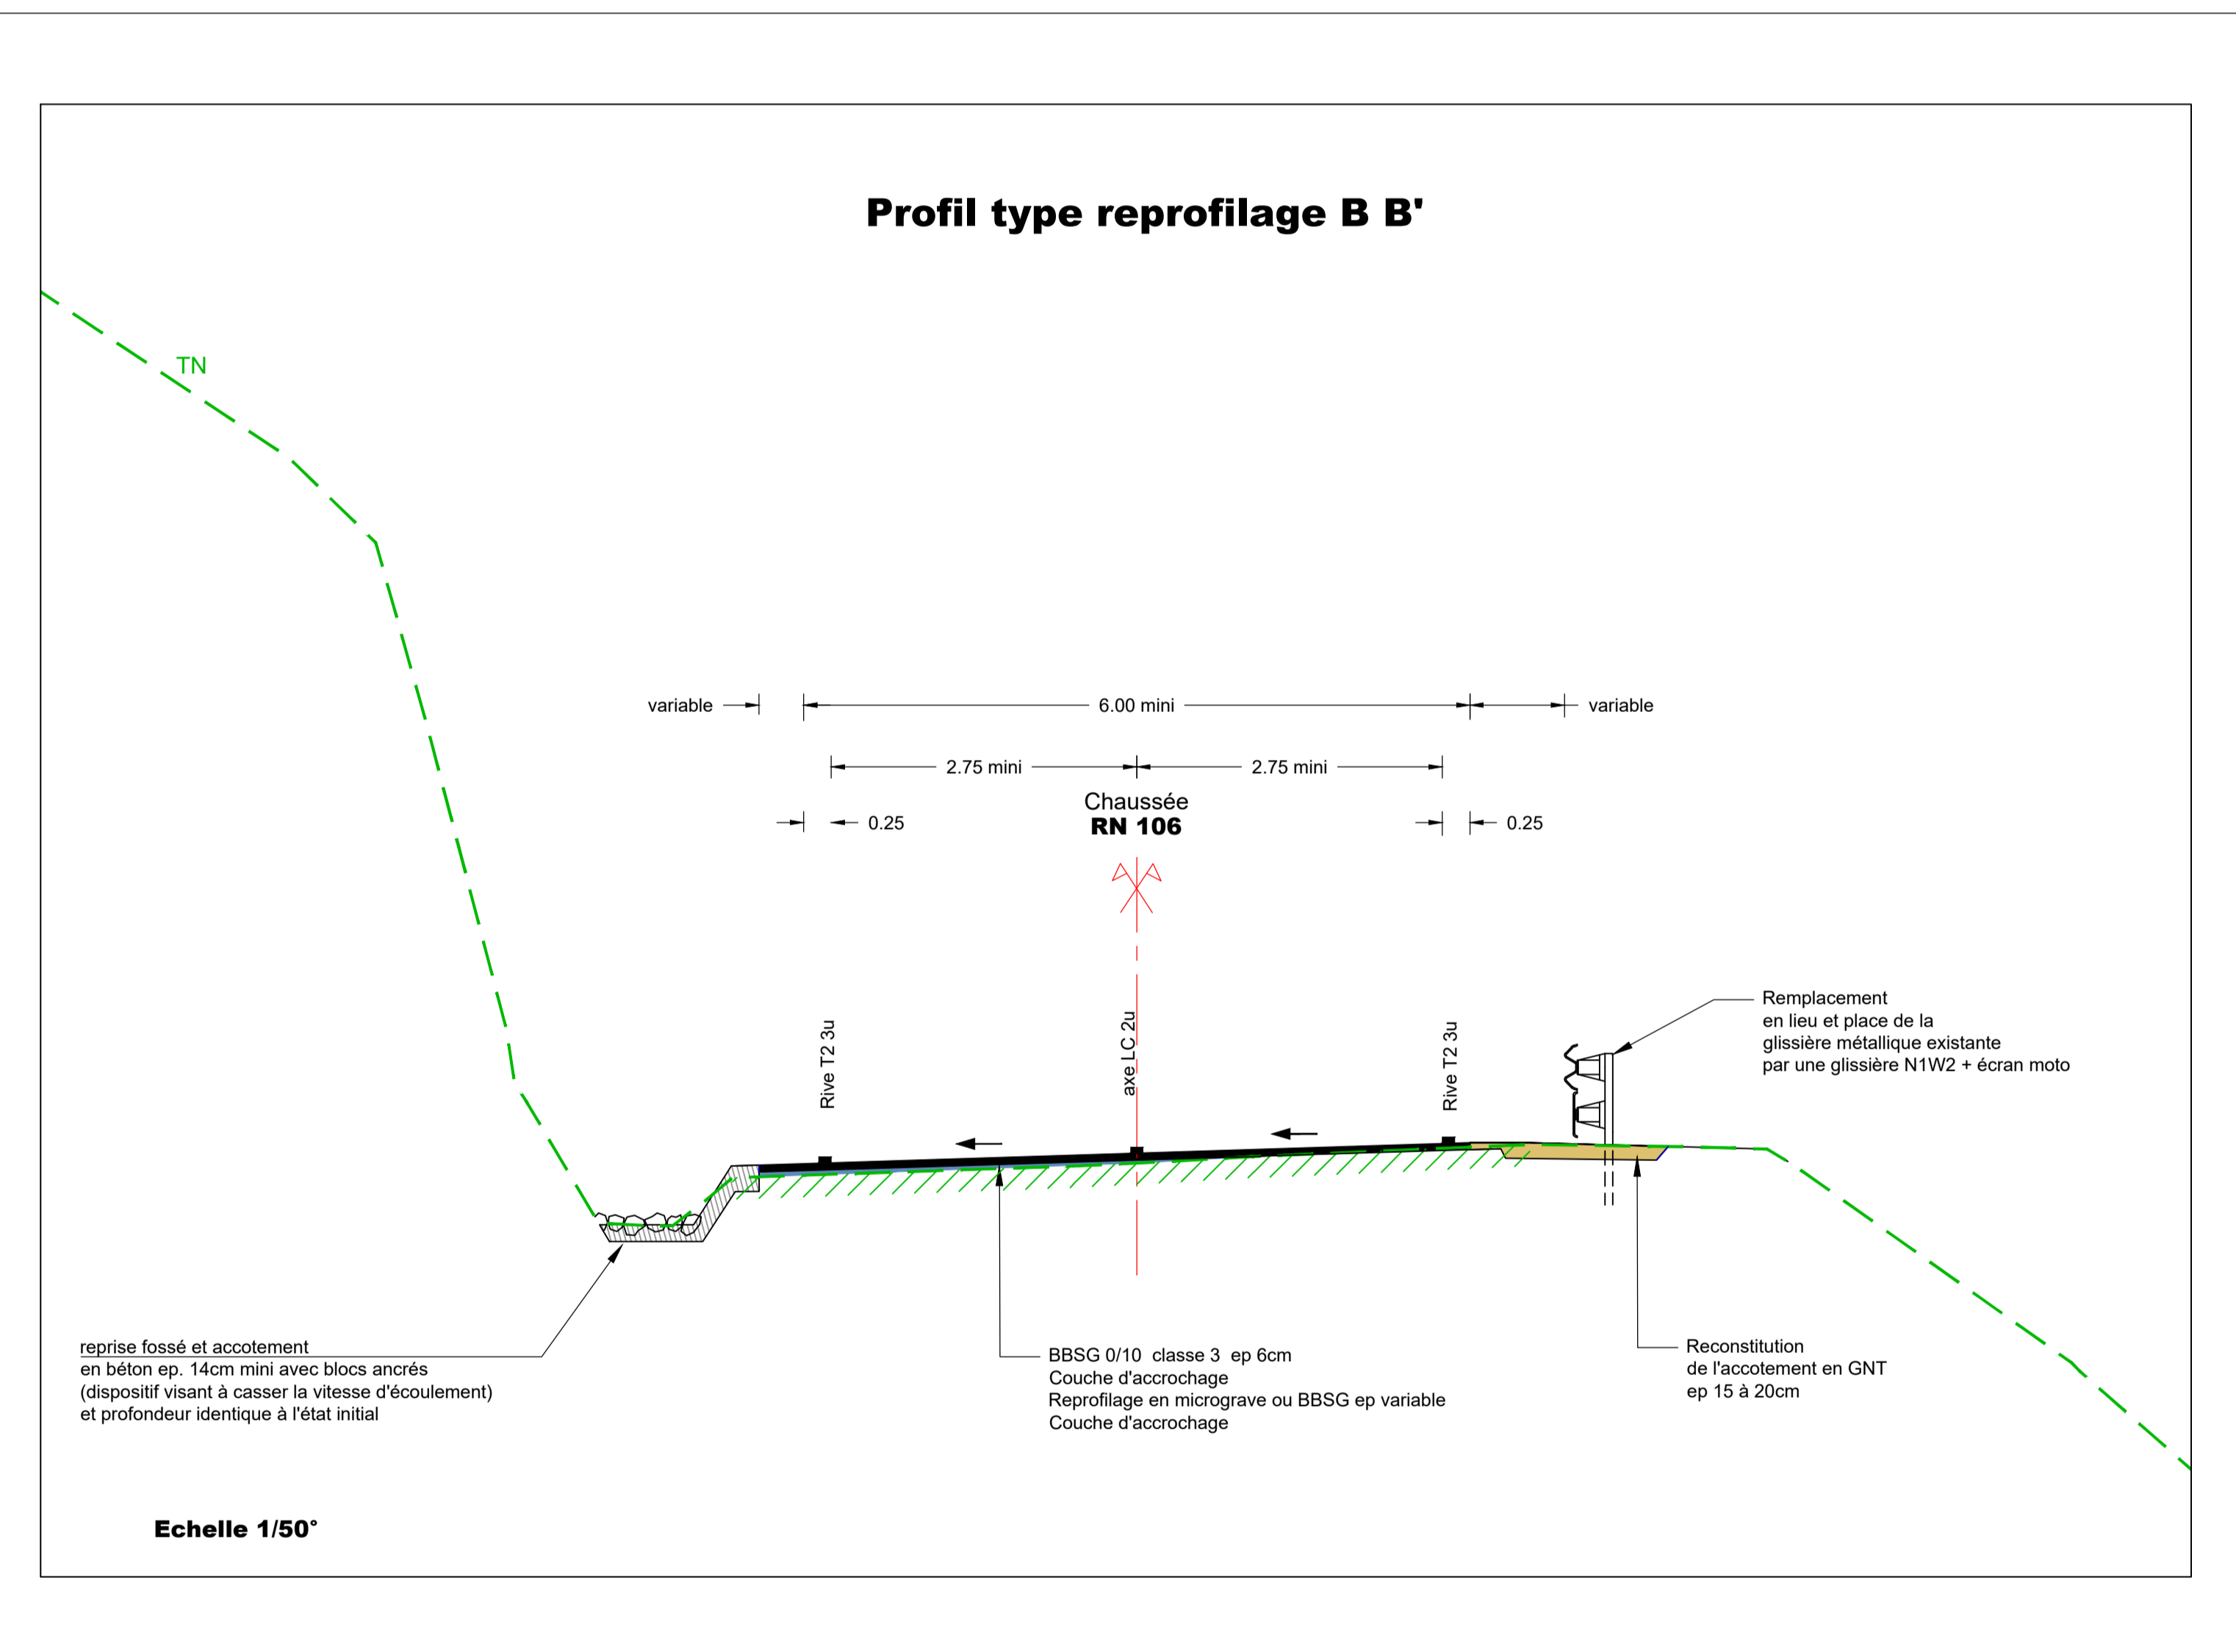 Profil type reprofilage B B'
TN
variable
6.00 mini
variable
2.75 mini
2.75 mini
Chaussée
RN 106
0.25
0.25
Rive T2 3u
axe LC 2u
Rive T2 3u
Remplacement
en lieu et place de la
glissière métallique existante
par une glissière N1W2 + écran moto
reprise fossé et accotement
en béton ep. 14cm mini avec blocs ancrés
(dispositif visant à casser la vitesse d'écoulement)
et profondeur identique à l'état initial
BBSG 0/10 classe 3 ep 6cm
Couche d'accrochage
Reprofilage en micrograve ou BBSG ep variable
Couche d'accrochage
Reconstitution
de l'accotement en GNT
ep 15 à 20cm
Echelle 1/50°